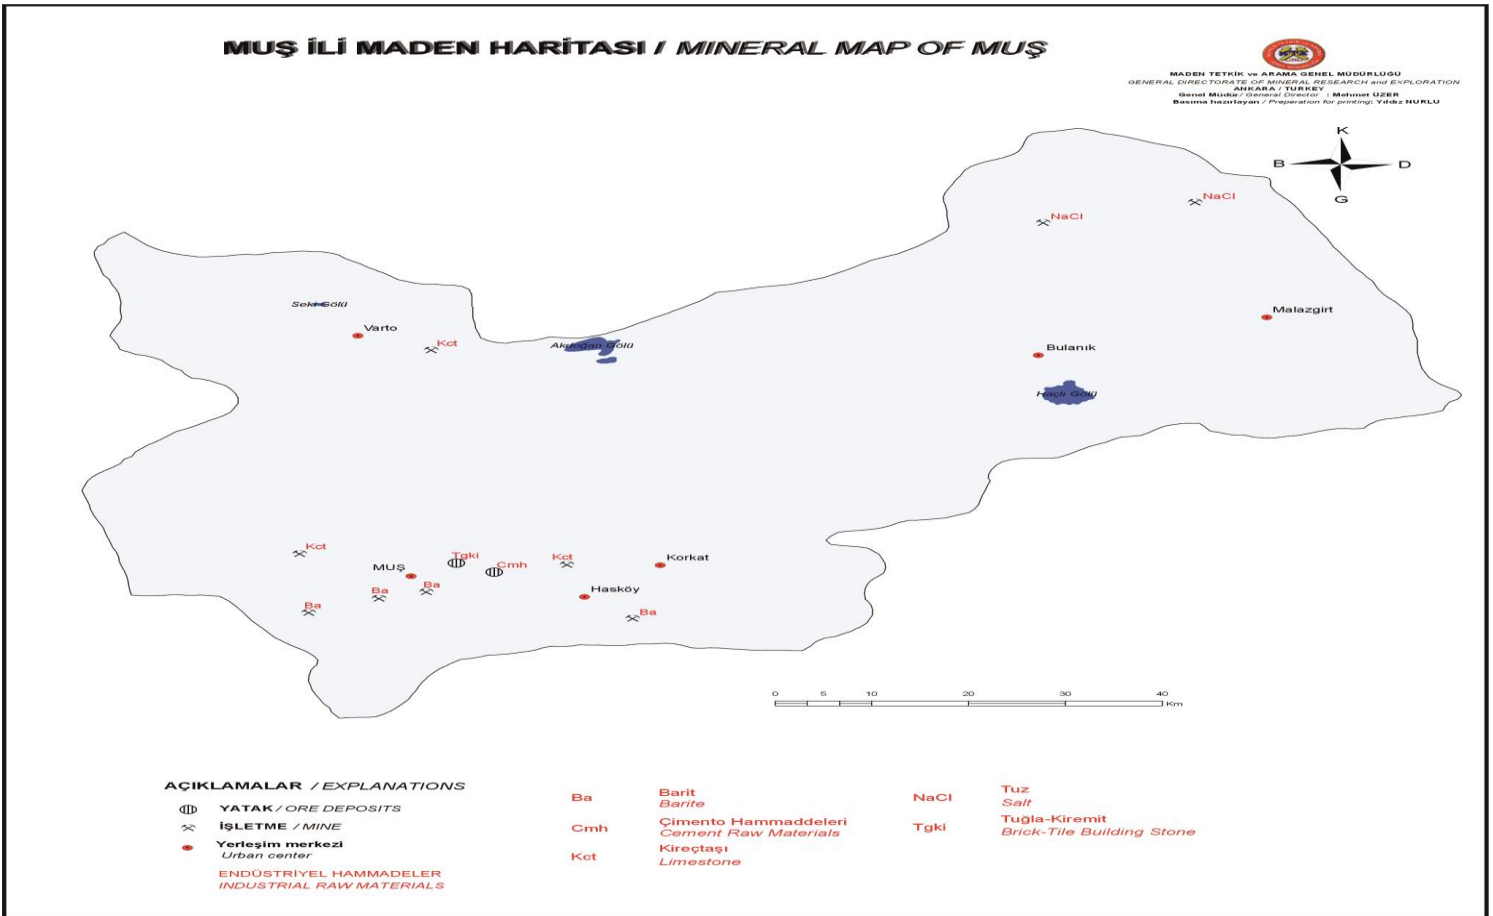 MUŞ İLİ MADEN HARİTASI / MINERAL MAP OF MUŞ
MADEN TETKİK ve ARAMA GENEL MÜDÜRLÜĞÜ
GENERAL DIRECTORATE OF MINERAL RESEARCH and EXPLORATION
ANKARA / TURKEY
Genel Müdür / General Director : Mehmet ÜZER
Basıma hazırlayan / Preparation for printing: Yıldız NURLU
K
B
D
G
NaCl
NaCl
Seki Gölü
Varto
Kct
Akdoğan Gölü
Malazgirt
Bulanık
Haçlı Gölü
Kct
MUŞ
Tgki
Cmh
Kct
Korkat
Ba
Ba
Ba
Hasköy
Ba
0 5 10 20 30 40
Km
AÇIKLAMALAR / EXPLANATIONS
YATAK / ORE DEPOSITS
İŞLETME / MINE
Yerleşim merkezi
Urban center
ENDÜSTRİYEL HAMMADELER
INDUSTRIAL RAW MATERIALS
Ba
Barit
Barite
Cmh
Çimento Hammaddeleri
Cement Raw Materials
Kct
Kireçtaşı
Limestone
NaCl
Tuz
Salt
Tgki
Tuğla-Kiremit
Brick-Tile Building Stone